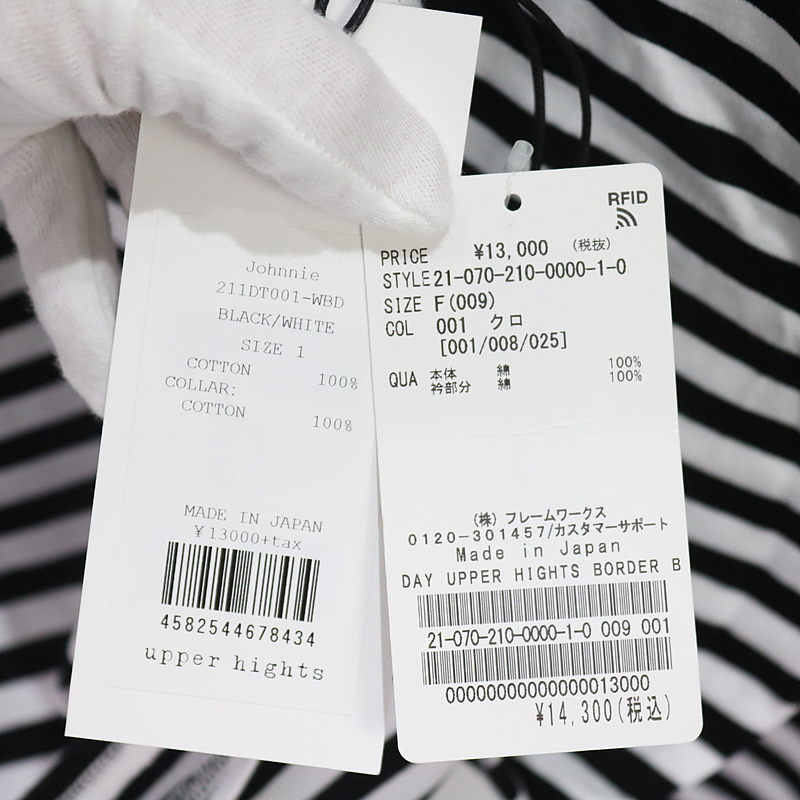 Johnnie
211DT001-WBD
BLACK/WHITE
SIZE 1
COTTON 100%
COLLAR:
COTTON 100%
MADE IN JAPAN
¥13000+tax
4582544678434
upper hights
RFID
PRICE ¥13,000 (税抜)
STYLE21-070-210-0000-1-0
SIZE F(009)
COL 001 クロ
[001/008/025]
QUA 本体 綿 100%
衿部分 綿 100%
(株)フレームワークス
0120-301457/カスタマーサポート
Made in Japan
DAY UPPER HIGHTS BORDER B
21-070-210-0000-1-0 009 001
00000000000000013000
¥14,300(税込)